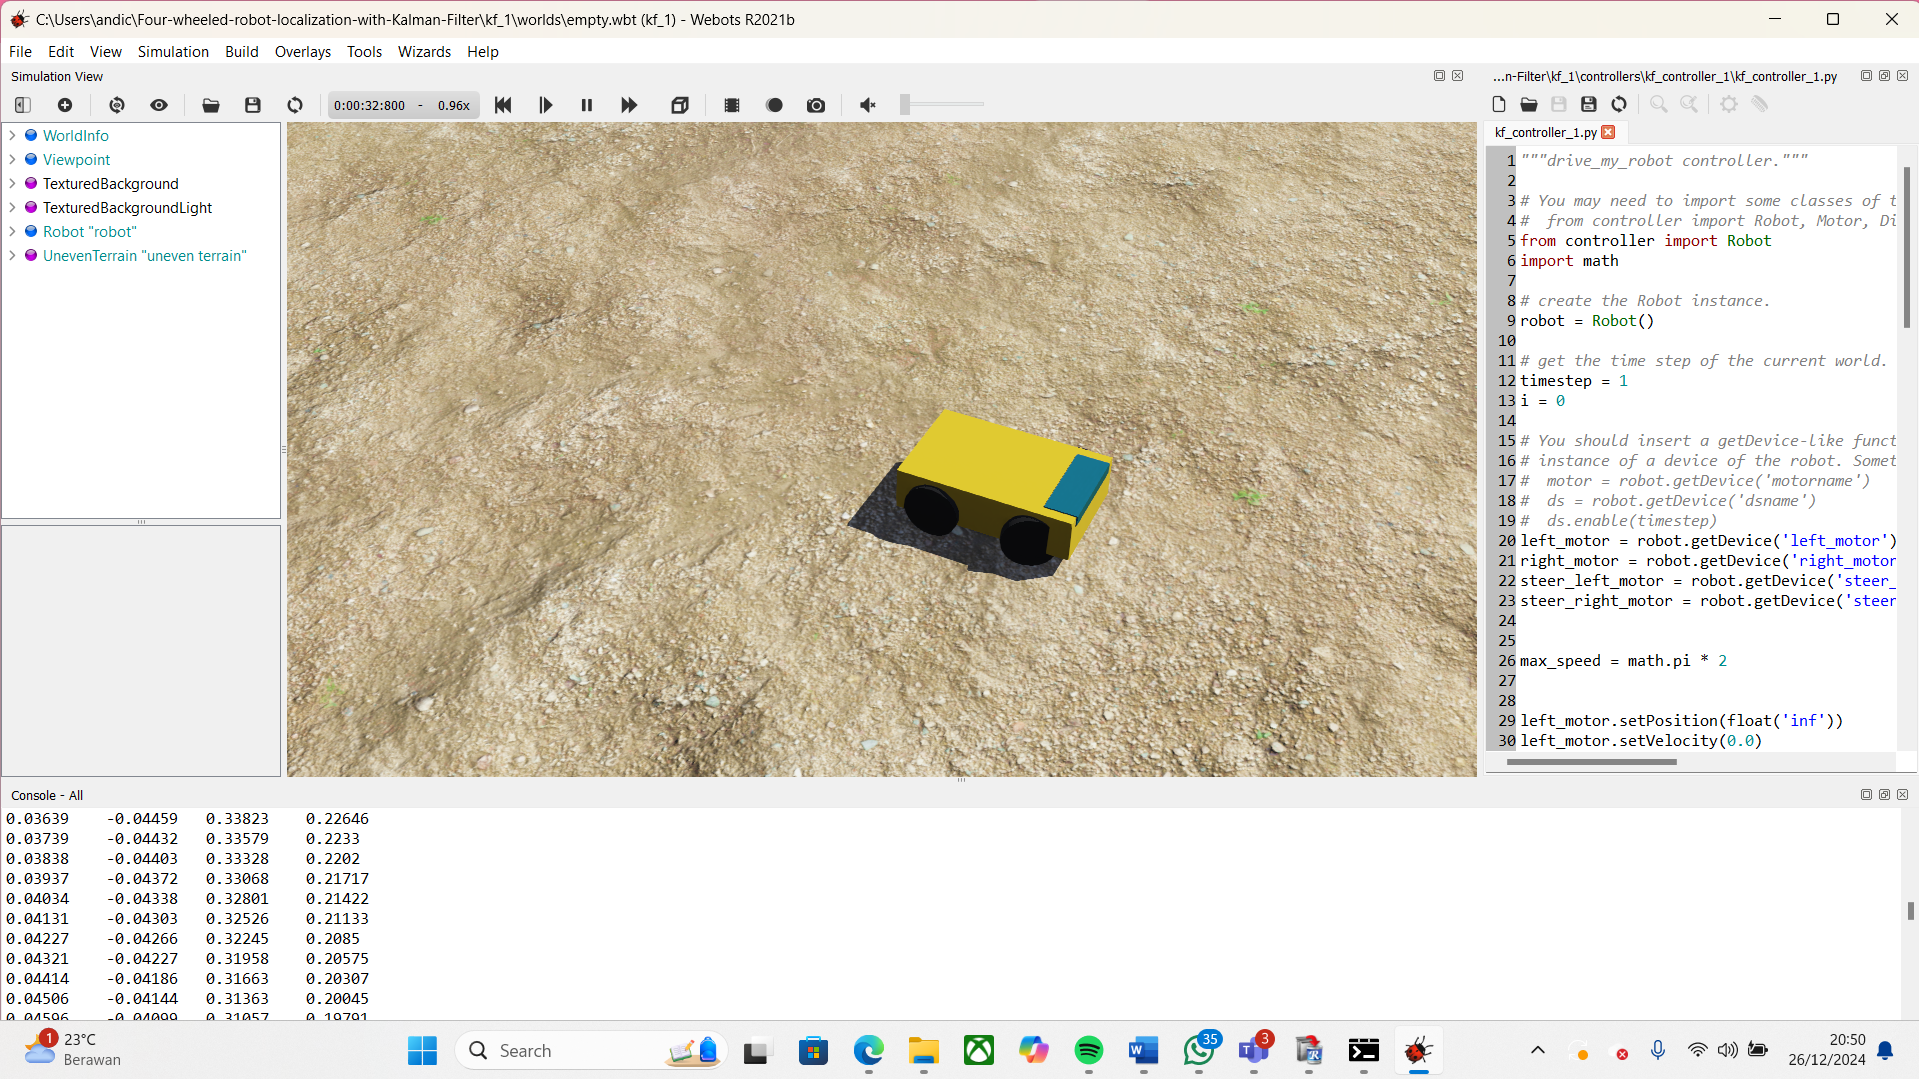 C:\Users\andic\Four-wheeled-robot-localization-with-Kalman-Filter\kf_1\worlds\empty.wbt (kf_1) - Webots R2021b
File Edit View Simulation Build Overlays Tools Wizards Help
Simulation View
0:00:32:800 - 0.96x
WorldInfo
Viewpoint
TexturedBackground
TexturedBackgroundLight
Robot "robot"
UnevenTerrain "uneven terrain"
...n-Filter\kf_1\controllers\kf_controller_1\kf_controller_1.py
kf_controller_1.py
1 """drive_my_robot controller."""
2
3 # You may need to import some classes of t
4 #  from controller import Robot, Motor, Di
5 from controller import Robot
6 import math
7
8 # create the Robot instance.
9 robot = Robot()
10
11 # get the time step of the current world.
12 timestep = 1
13 i = 0
14
15 # You should insert a getDevice-like funct
16 # instance of a device of the robot. Somet
17 #  motor = robot.getDevice('motorname')
18 #  ds = robot.getDevice('dsname')
19 #  ds.enable(timestep)
20 left_motor = robot.getDevice('left_motor')
21 right_motor = robot.getDevice('right_motor
22 steer_left_motor = robot.getDevice('steer_
23 steer_right_motor = robot.getDevice('steer
24
25
26 max_speed = math.pi * 2
27
28
29 left_motor.setPosition(float('inf'))
30 left_motor.setVelocity(0.0)
Console - All
0.03639 -0.04459 0.33823 0.22646
0.03739 -0.04432 0.33579 0.2233
0.03838 -0.04403 0.33328 0.2202
0.03937 -0.04372 0.33068 0.21717
0.04034 -0.04338 0.32801 0.21422
0.04131 -0.04303 0.32526 0.21133
0.04227 -0.04266 0.32245 0.2085
0.04321 -0.04227 0.31958 0.20575
0.04414 -0.04186 0.31663 0.20307
0.04506 -0.04144 0.31363 0.20045
0.04596 -0.04099 0.31057 0.19791
1
23°C
Berawan
Search
35
3
20:50
26/12/2024